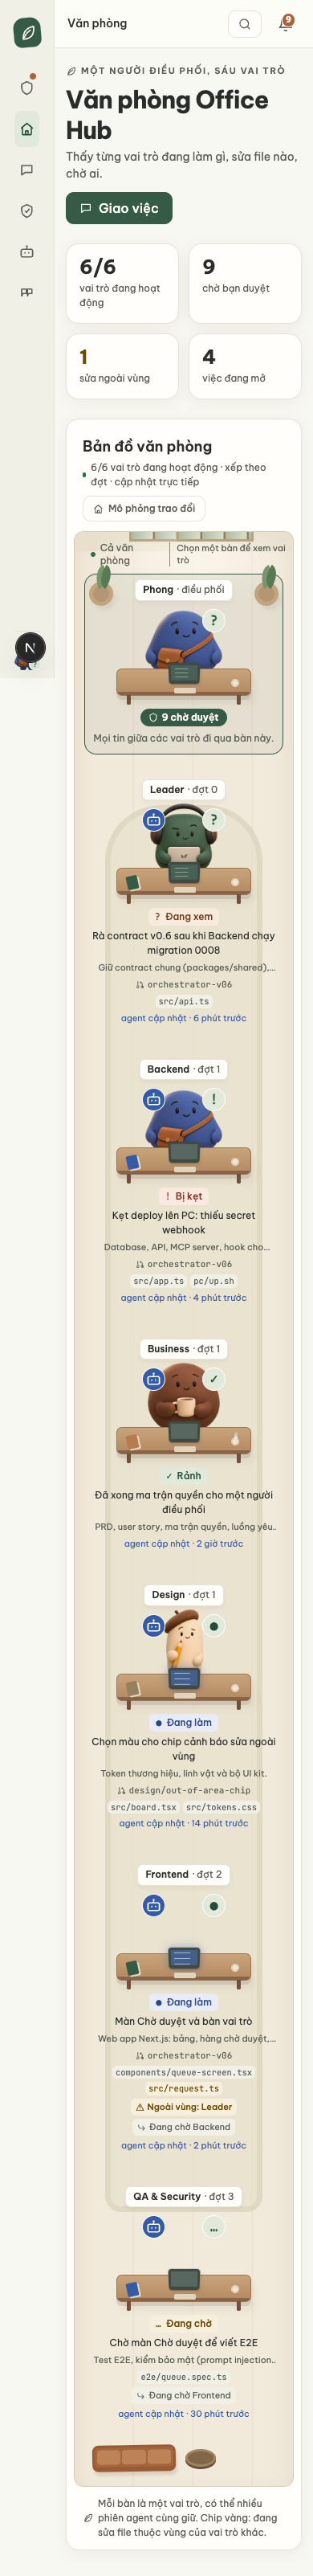 Văn phòng
9
MỘT NGƯỜI ĐIỀU PHỐI, SÁU VAI TRÒ
Văn phòng Office
Hub
Thấy từng vai trò đang làm gì, sửa file nào,
chờ ai.
Giao việc
6/6
vai trò đang hoạt
động
9
chờ bạn duyệt
1
sửa ngoài vùng
4
việc đang mở
Bản đồ văn phòng
6/6 vai trò đang hoạt động · xếp theo
đợt · cập nhật trực tiếp
Mô phỏng trao đổi
Cả văn
phòng
Chọn một bàn để xem vai
trò
Phong · điều phối
?
9 chờ duyệt
Mọi tin giữa các vai trò đi qua bàn này.
Leader · đợt 0
?
? Đang xem
Rà contract v0.6 sau khi Backend chạy
migration 0008
Giữ contract chung (packages/shared),...
orchestrator-v06
src/api.ts
agent cập nhật · 6 phút trước
Backend · đợt 1
!
! Bị kẹt
Kẹt deploy lên PC: thiếu secret
webhook
Database, API, MCP server, hook cho...
orchestrator-v06
src/app.ts pc/up.sh
agent cập nhật · 4 phút trước
Business · đợt 1
✓
✓ Rảnh
Đã xong ma trận quyền cho một người
điều phối
PRD, user story, ma trận quyền, luồng yêu..
agent cập nhật · 2 giờ trước
Design · đợt 1
●
● Đang làm
Chọn màu cho chip cảnh báo sửa ngoài
vùng
Token thương hiệu, linh vật và bộ UI kit.
design/out-of-area-chip
src/board.tsx src/tokens.css
agent cập nhật · 14 phút trước
Frontend · đợt 2
●
● Đang làm
Màn Chờ duyệt và bàn vai trò
Web app Next.js: bảng, hàng chờ duyệt,...
orchestrator-v06
components/queue-screen.tsx
src/request.ts
Ngoài vùng: Leader
Đang chờ Backend
agent cập nhật · 2 phút trước
QA & Security · đợt 3
…
… Đang chờ
Chờ màn Chờ duyệt để viết E2E
Test E2E, kiểm bảo mật (prompt injection..
e2e/queue.spec.ts
Đang chờ Frontend
agent cập nhật · 30 phút trước
Mỗi bàn là một vai trò, có thể nhiều
phiên agent cùng giữ. Chip vàng: đang
sửa file thuộc vùng của vai trò khác.
N